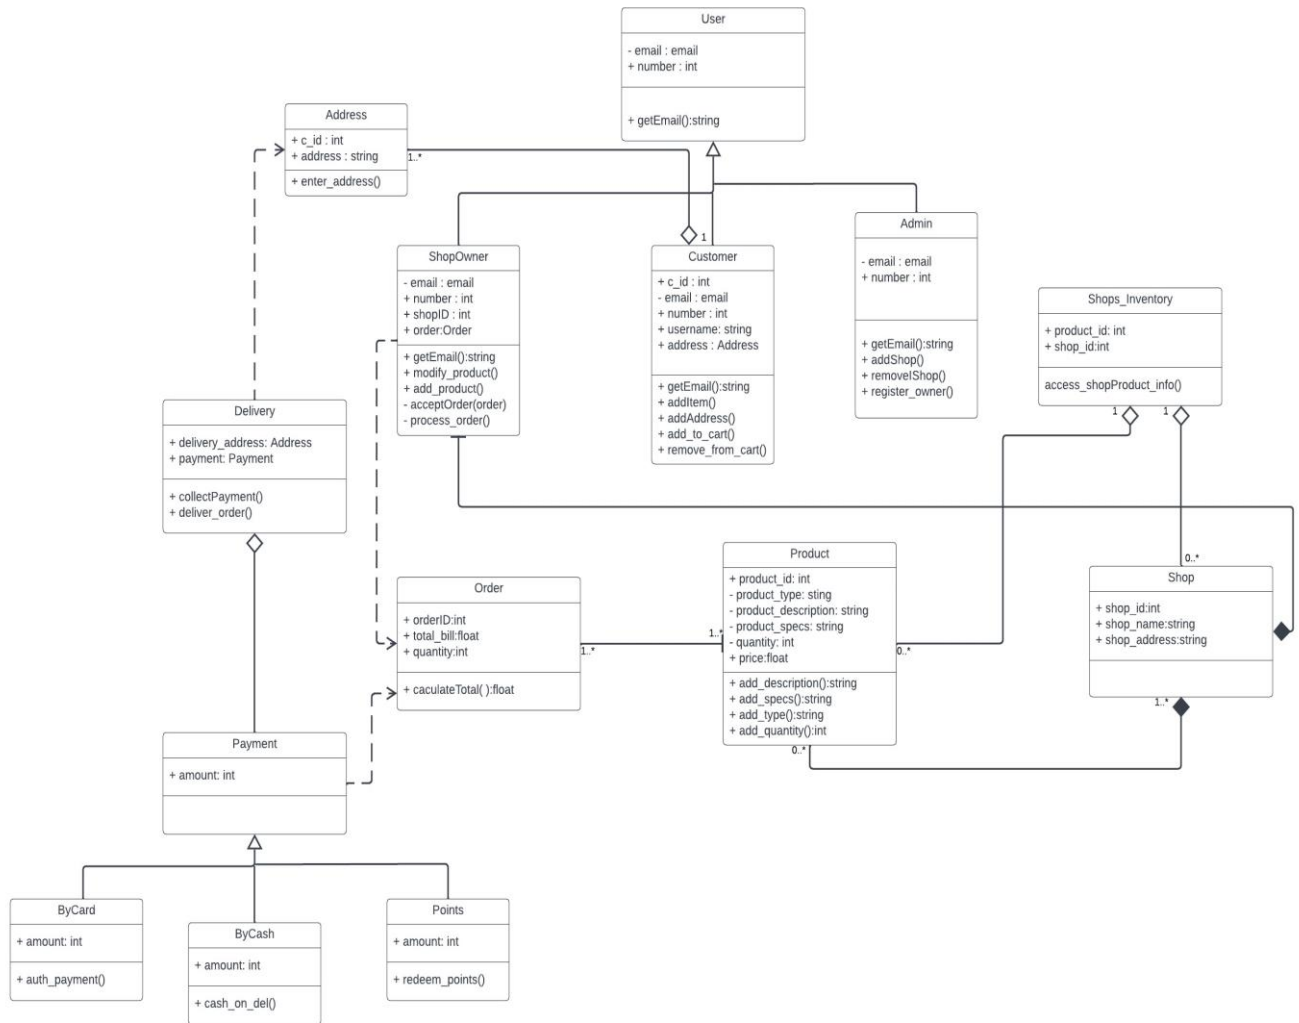 User
- email : email
+ number : int
+ getEmail():string
Address
+ c_id : int
+ address : string
+ enter_address()
1..*
1
ShopOwner
- email : email
+ number : int
+ shopID : int
+ order:Order
+ getEmail():string
+ modify_product()
+ add_product()
- acceptOrder(order)
- process_order()
Customer
+ c_id : int
- email : email
+ number : int
+ username: string
+ address : Address
+ getEmail():string
+ addItem()
+ addAddress()
+ add_to_cart()
+ remove_from_cart()
Admin
- email : email
+ number : int
+ getEmail():string
+ addShop()
+ removelShop()
+ register_owner()
Shops_Inventory
+ product_id: int
+ shop_id:int
access_shopProduct_info()
1
1
Delivery
+ delivery_address: Address
+ payment: Payment
+ collectPayment()
+ deliver_order()
Order
+ orderID:int
+ total_bill:float
+ quantity:int
+ caculateTotal( ):float
1..*
1..*
Product
+ product_id: int
- product_type: sting
- product_description: string
- product_specs: string
- quantity: int
+ price:float
+ add_description():string
+ add_specs():string
+ add_type():string
+ add_quantity():int
0..*
0..*
0..*
Shop
+ shop_id:int
+ shop_name:string
+ shop_address:string
1..*
Payment
+ amount: int
ByCard
+ amount: int
+ auth_payment()
ByCash
+ amount: int
+ cash_on_del()
Points
+ amount: int
+ redeem_points()